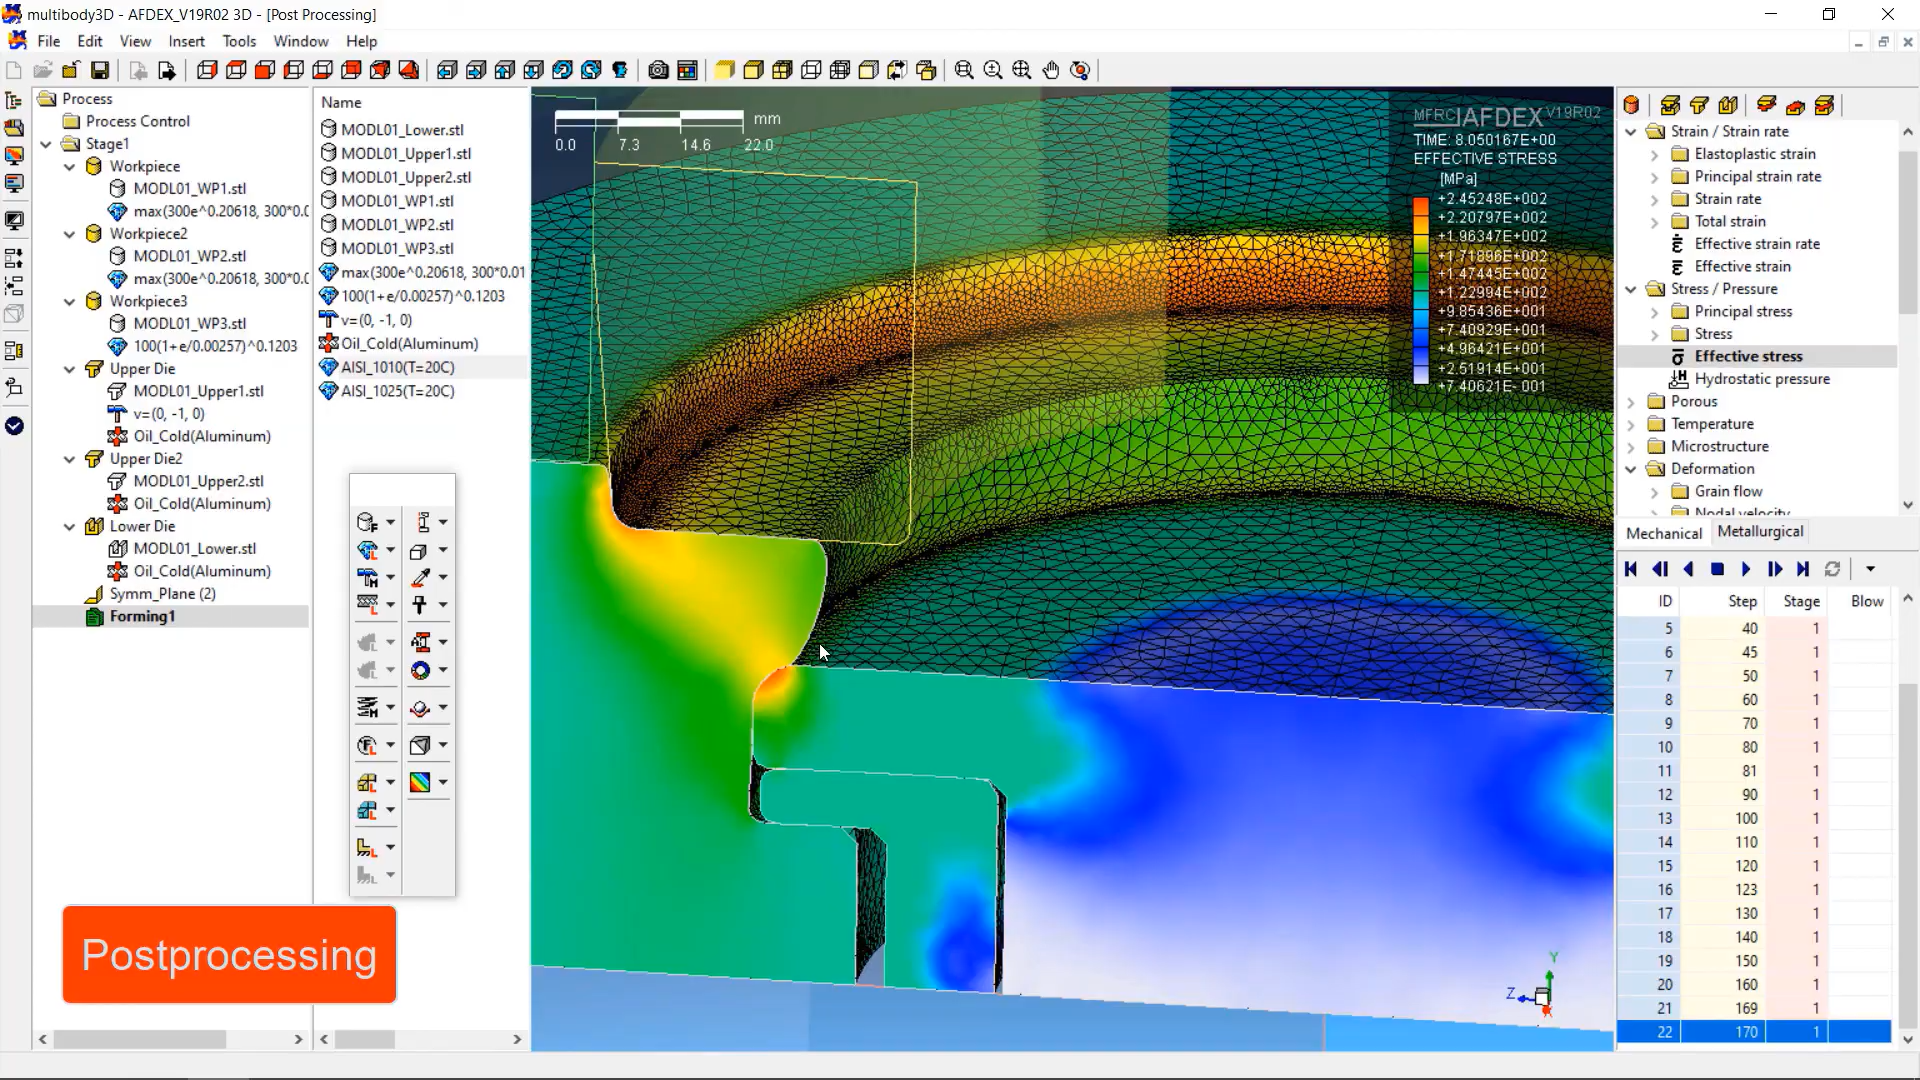 multibody3D - AFDEX_V19R02 3D - [Post Processing]
File Edit View Insert Tools Window Help
Process
Process Control
Stage1
Workpiece
MODL01_WP1.stl
max(300e^0.20618, 300*0.0
Workpiece2
MODL01_WP2.stl
max(300e^0.20618, 300*0.0
Workpiece3
MODL01_WP3.stl
100(1+e/0.00257)^0.1203
Upper Die
MODL01_Upper1.stl
v=(0, -1, 0)
Oil_Cold(Aluminum)
Upper Die2
MODL01_Upper2.stl
Oil_Cold(Aluminum)
Lower Die
MODL01_Lower.stl
Oil_Cold(Aluminum)
Symm_Plane (2)
Forming1
Name
MODL01_Lower.stl
MODL01_Upper1.stl
MODL01_Upper2.stl
MODL01_WP1.stl
MODL01_WP2.stl
MODL01_WP3.stl
max(300e^0.20618, 300*0.01
100(1+e/0.00257)^0.1203
v=(0, -1, 0)
Oil_Cold(Aluminum)
AISI_1010(T=20C)
AISI_1025(T=20C)
Postprocessing
mm
0.0 7.3 14.6 22.0
MFRC|AFDEX V19R02
TIME: 8.050167E+00
EFFECTIVE STRESS
[MPa]
+2.45248E+002
+2.20797E+002
+1.96347E+002
+1.71896E+002
+1.47445E+002
+1.22994E+002
+9.85436E-001
+7.40929E-001
+4.96421E-001
+2.51914E-001
+7.40621E-001
Y
Z
X
Strain / Strain rate
Elastoplastic strain
Principal strain rate
Strain rate
Total strain
Effective strain rate
Effective strain
Stress / Pressure
Principal stress
Stress
Effective stress
Hydrostatic pressure
Porous
Temperature
Microstructure
Deformation
Grain flow
Nodal velocity
Mechanical Metallurgical
ID Step Stage Blow
5 40 1
6 45 1
7 50 1
8 60 1
9 70 1
10 80 1
11 81 1
12 90 1
13 100 1
14 110 1
15 120 1
16 123 1
17 130 1
18 140 1
19 150 1
20 160 1
21 169 1
22 170 1